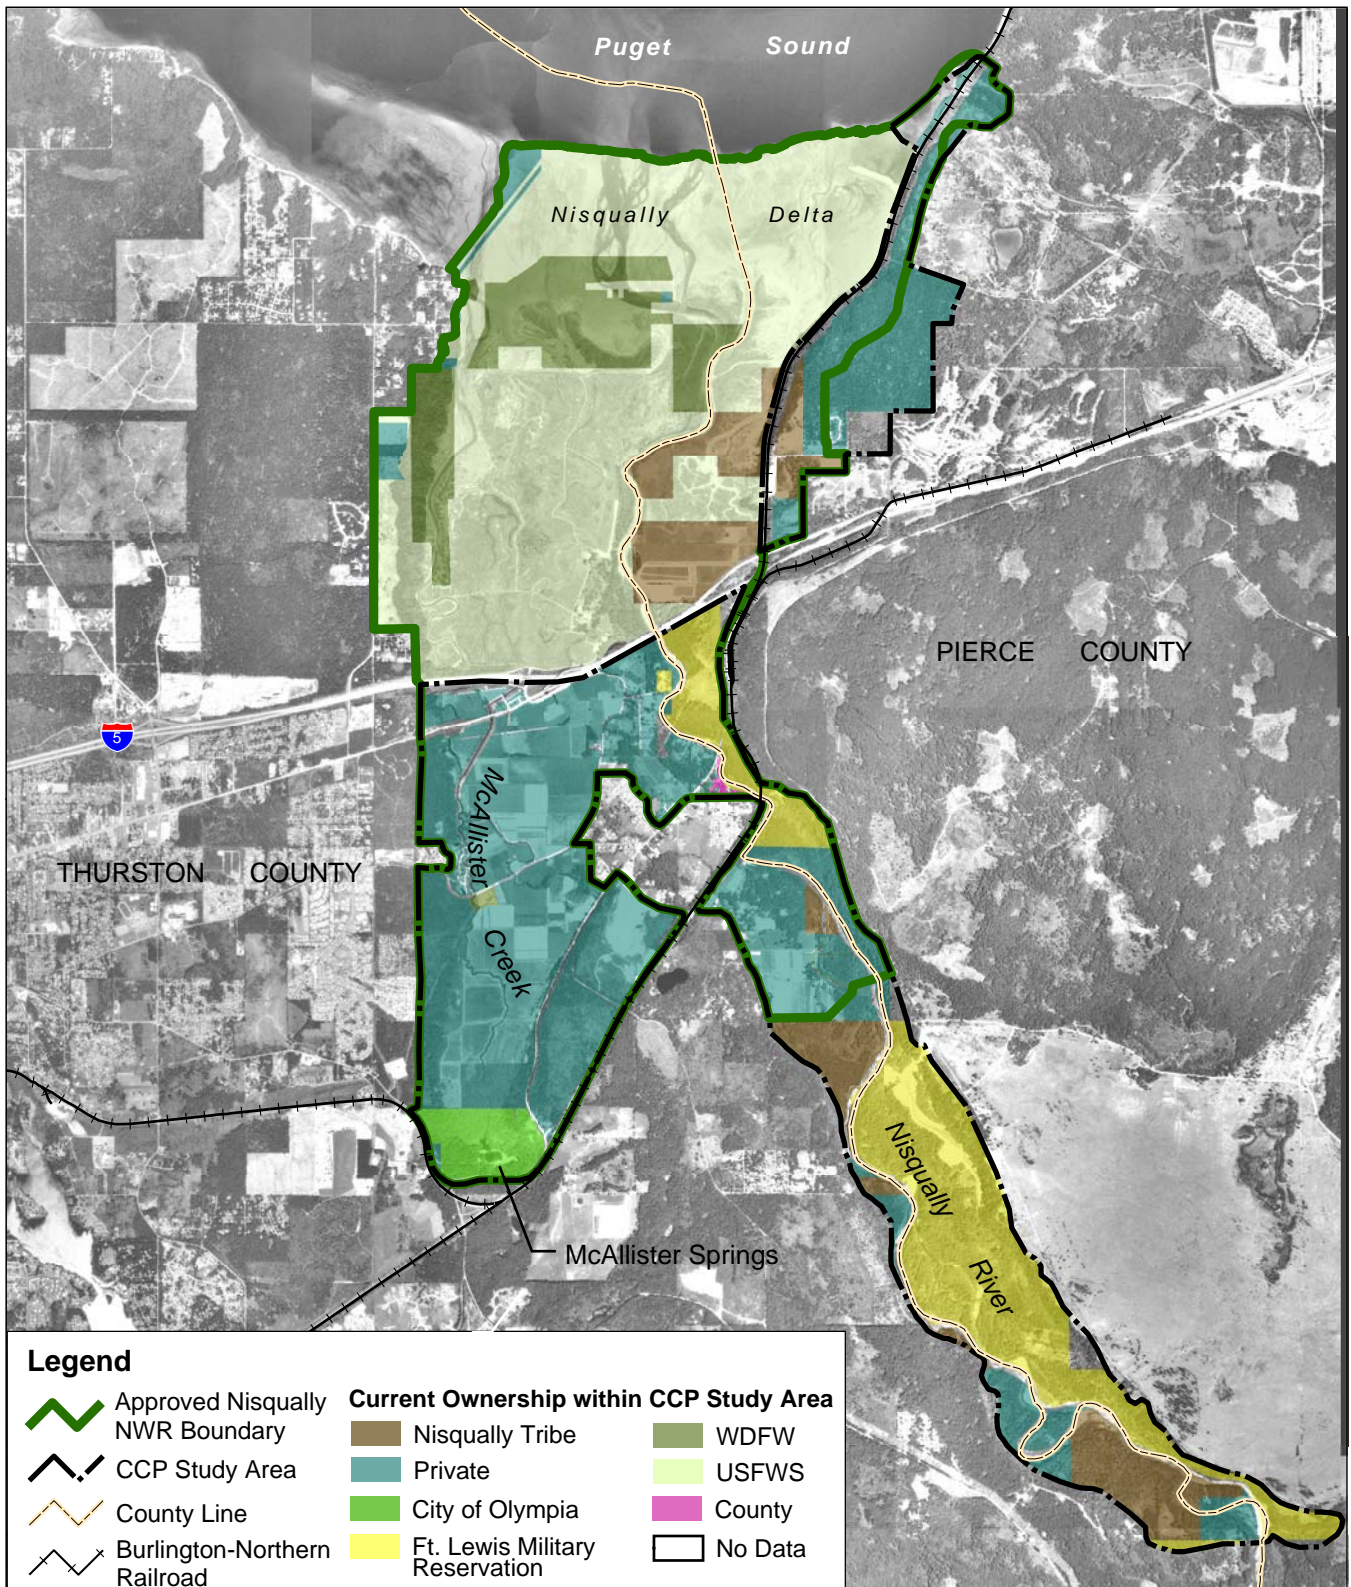 Puget Sound
Nisqually Delta
PIERCE COUNTY
5
McAllister
Creek
THURSTON COUNTY
Nisqually
River
McAllister Springs
Legend
Approved Nisqually
NWR Boundary
CCP Study Area
County Line
Burlington-Northern
Railroad
Current Ownership within CCP Study Area
Nisqually Tribe
Private
City of Olympia
Ft. Lewis Military
Reservation
WDFW
USFWS
County
No Data